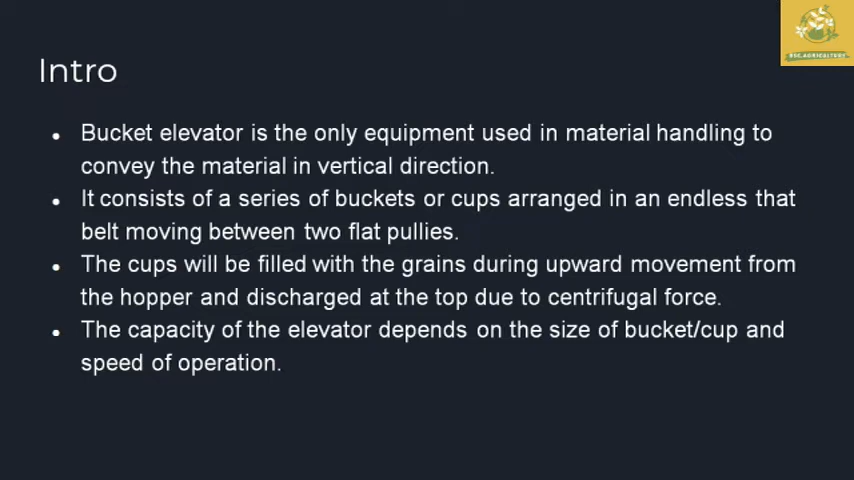 BSC.AGRICULTURE
Intro
• Bucket elevator is the only equipment used in material handling to
convey the material in vertical direction.
• It consists of a series of buckets or cups arranged in an endless that
belt moving between two flat pullies.
• The cups will be filled with the grains during upward movement from
the hopper and discharged at the top due to centrifugal force.
• The capacity of the elevator depends on the size of bucket/cup and
speed of operation.